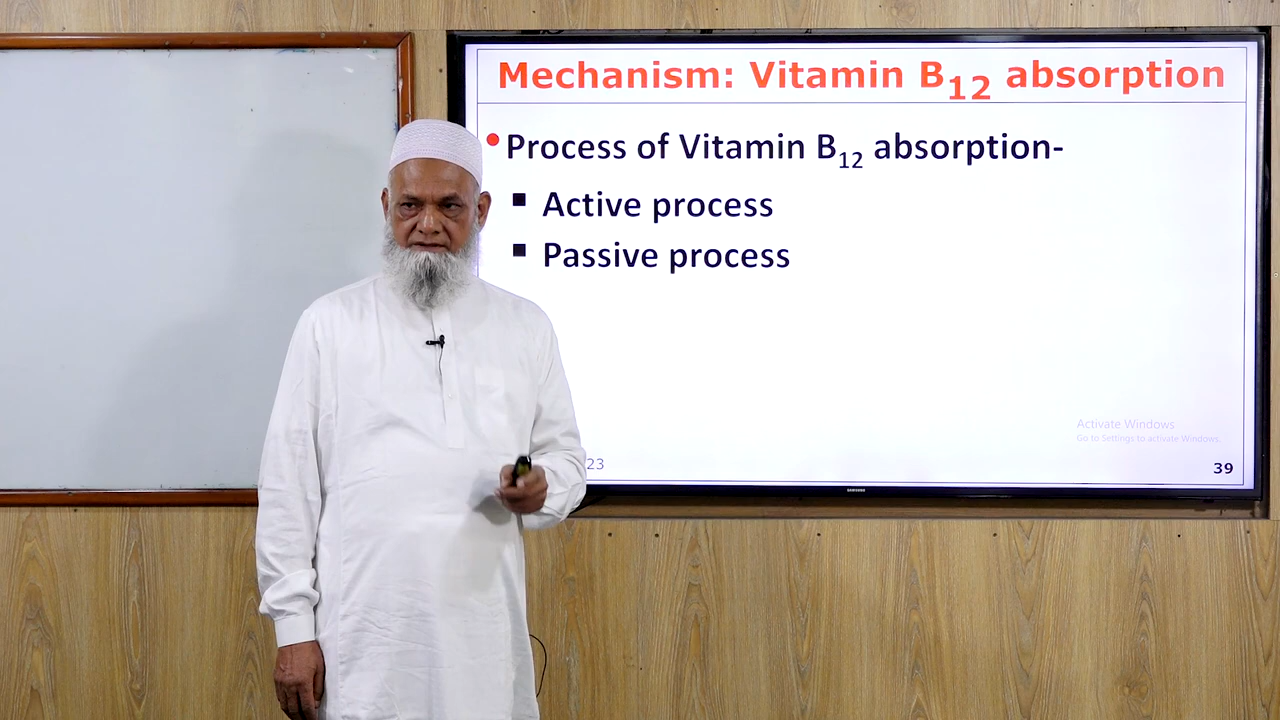 Mechanism: Vitamin B12 absorption
Process of Vitamin B12 absorption-
Active process
Passive process
Activate Windows
Go to Settings to activate Windows.
23
39
SAMSUNG